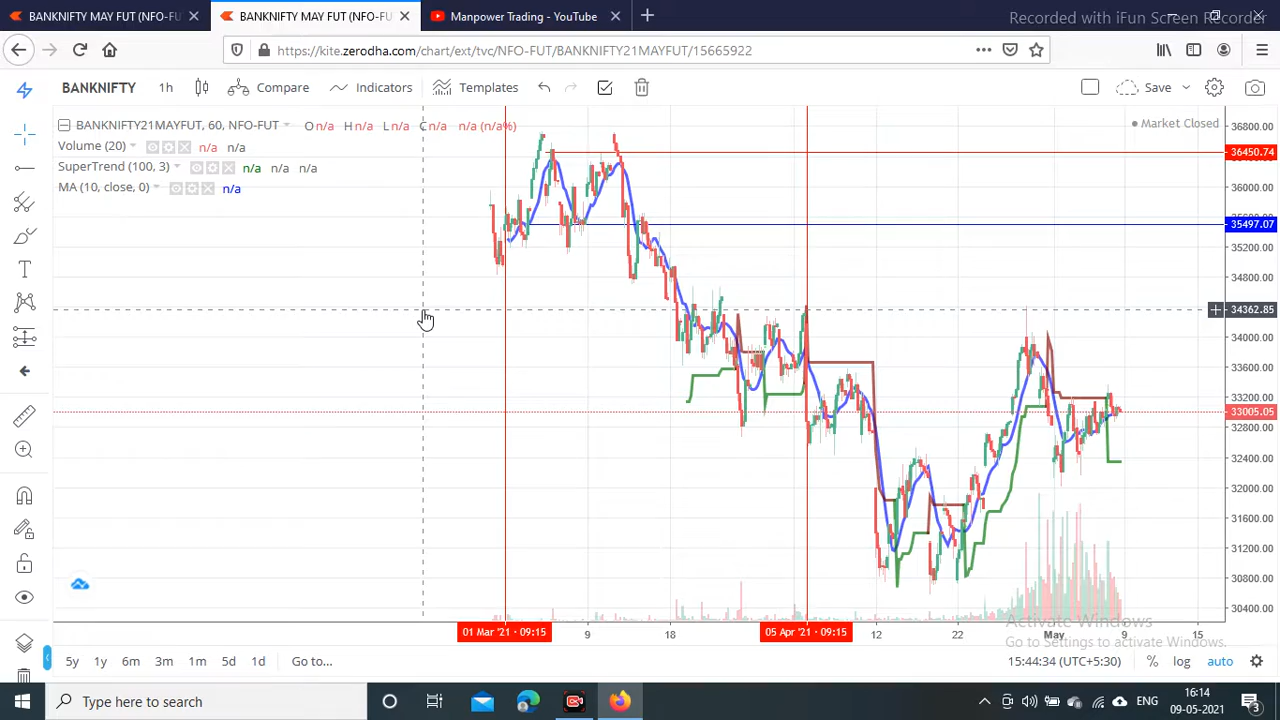 BANKNIFTY MAY FUT (NFO-FU
BANKNIFTY MAY FUT (NFO-FU
Manpower Trading - YouTube
Recorded with iFun Screen Recorder
https://kite.zerodha.com/chart/ext/tvc/NFO-FUT/BANKNIFTY21MAYFUT/15665922
BANKNIFTY 1h Compare Indicators Templates Save
BANKNIFTY21MAYFUT, 60, NFO-FUT O n/a H n/a L n/a C n/a n/a (n/a%)
Market Closed
Volume (20) n/a n/a
SuperTrend (100, 3) n/a n/a n/a
MA (10, close, 0) n/a
36800.00
36450.74
36000.00
35497.07
35200.00
34800.00
34362.85
34000.00
33600.00
33200.00
33005.05
32800.00
32400.00
32000.00
31600.00
31200.00
30800.00
30400.00
01 Mar '21 - 09:15 9 18 05 Apr '21 - 09:15 12 22 May 9 15
Activate Windows
Go to Settings to activate Windows.
5y 1y 6m 3m 1m 5d 1d Go to... 15:44:34 (UTC+5:30) % log auto
Type here to search
ENG
16:14
09-05-2021
3